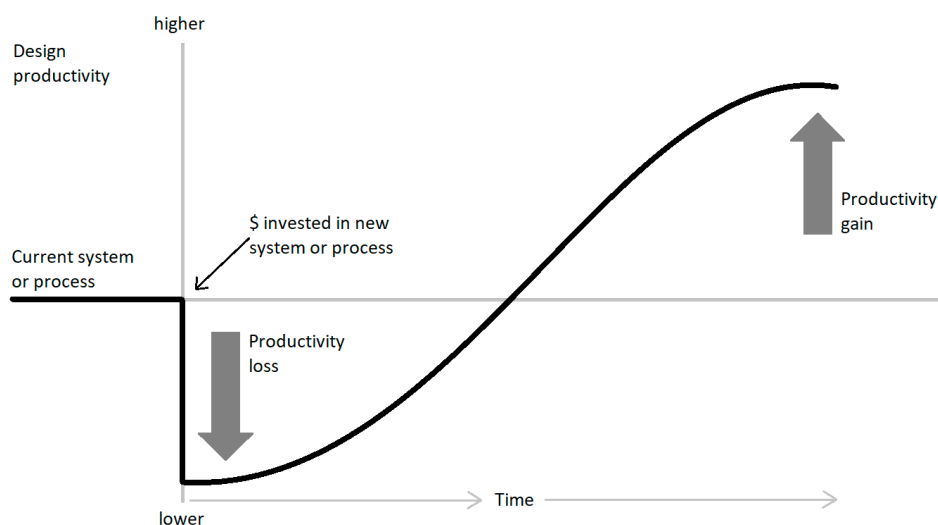 higher
Design
productivity
$ invested in new
system or process
Productivity
gain
Current system
or process
Productivity
loss
Time
lower